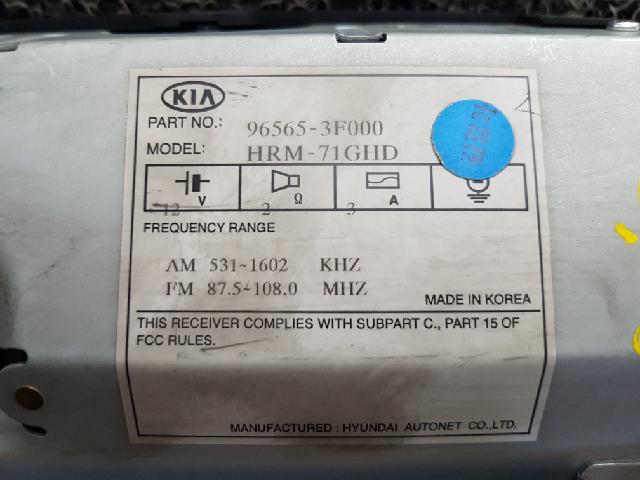 KIA
PART NO.: 96565-3F000
MODEL: HRM-71GHD
12 V 2 Ω 3 A
FREQUENCY RANGE
AM 531~1602 KHZ
FM 87.5~108.0 MHZ
MADE IN KOREA
THIS RECEIVER COMPLIES WITH SUBPART C., PART 15 OF
FCC RULES.
MANUFACTURED : HYUNDAI AUTONET CO.,LTD.